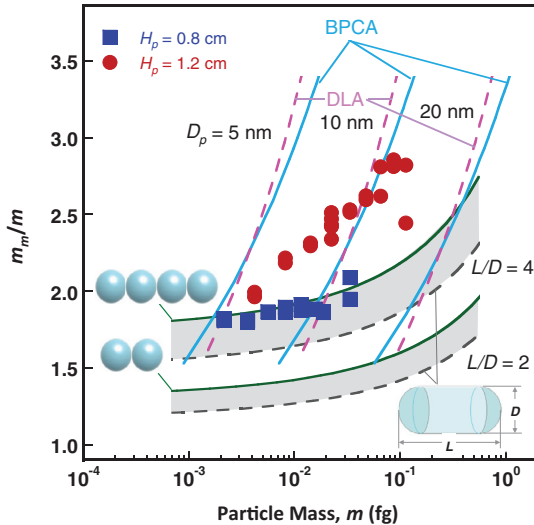 BPCA
H_p = 0.8 cm
H_p = 1.2 cm
DLA
20 nm
10 nm
D_p = 5 nm
L/D = 4
L/D = 2
D
L
3.5
3.0
2.5
2.0
1.5
1.0
m_m/m
10^-4
10^-3
10^-2
10^-1
10^0
Particle Mass, m (fg)